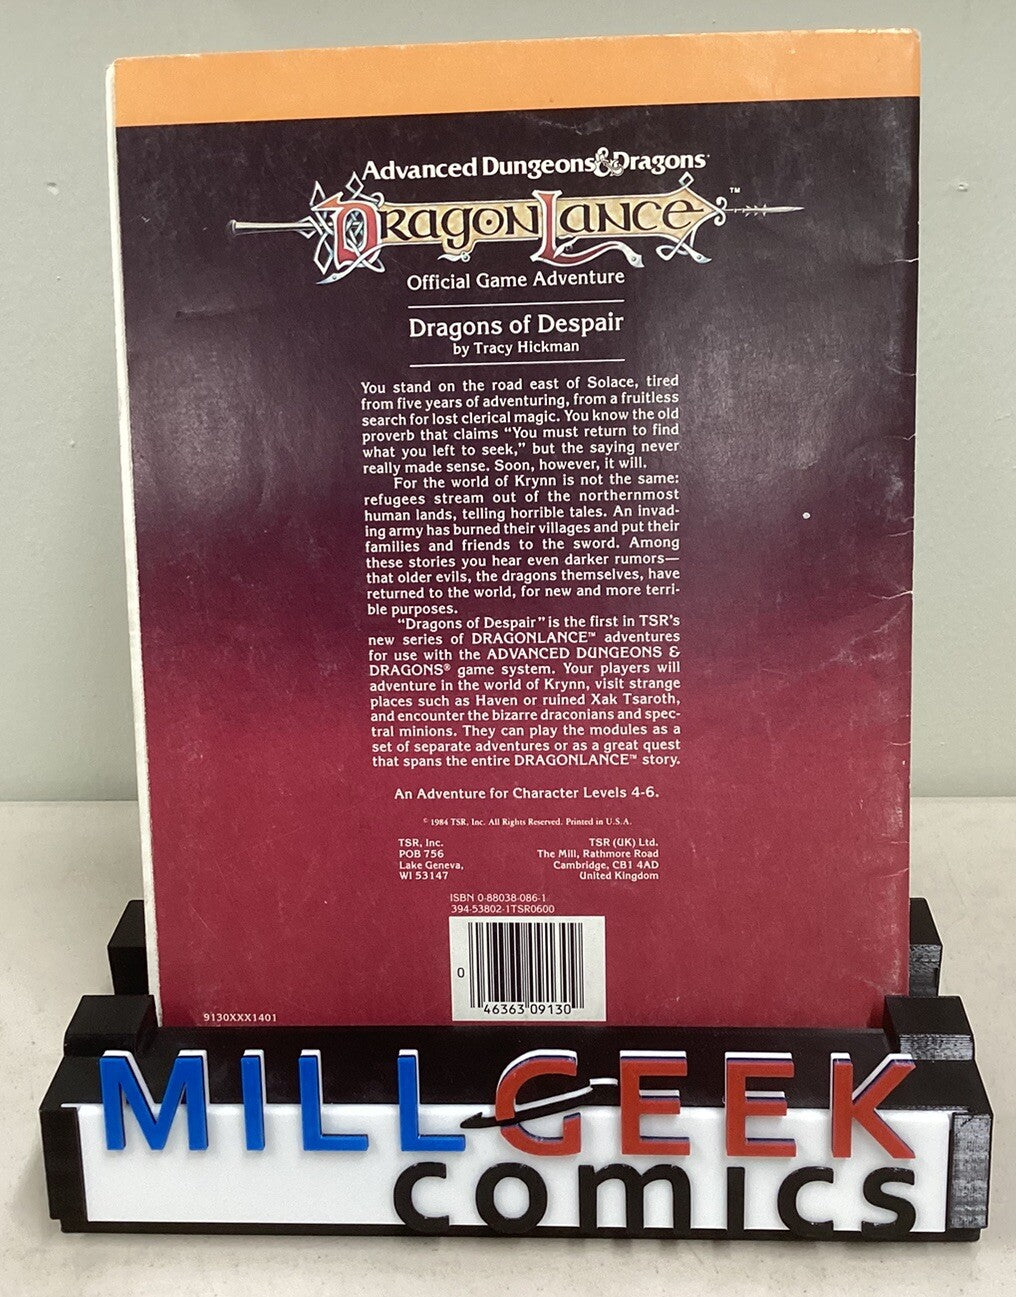 Advanced Dungeons & Dragons
DRAGONLANCE™
Official Game Adventure
Dragons of Despair
by Tracy Hickman
You stand on the road east of Solace, tired
from five years of adventuring, from a fruitless
search for lost clerical magic. You know the old
proverb that claims “You must return to find
what you left to seek,” but the saying never
really made sense. Soon, however, it will.
For the world of Krynn is not the same:
refugees stream out of the northernmost
human lands, telling horrible tales. An invad-
ing army has burned their villages and put their
families and friends to the sword. Among
these stories you hear even darker rumors—
that older evils, the dragons themselves, have
returned to the world, for new and more terri-
ble purposes.
“Dragons of Despair” is the first in TSR's
new series of DRAGONLANCE™ adventures
for use with the ADVANCED DUNGEONS &
DRAGONS® game system. Your players will
adventure in the world of Krynn, visit strange
places such as Haven or ruined Xak Tsaroth,
and encounter the bizarre draconians and spec-
tral minions. They can play the modules as a
set of separate adventures or as a great quest
that spans the entire DRAGONLANCE™ story.
An Adventure for Character Levels 4-6.
© 1984 TSR, Inc. All Rights Reserved. Printed in U.S.A.
TSR, Inc.
POB 756
Lake Geneva,
WI 53147
TSR (UK) Ltd.
The Mill, Rathmore Road
Cambridge, CB1 4AD
United Kingdom
ISBN 0-88038-086-1
394-53802-1TSR0600
0 46363 09130
9130XXX1401
MILLGEEK
comics